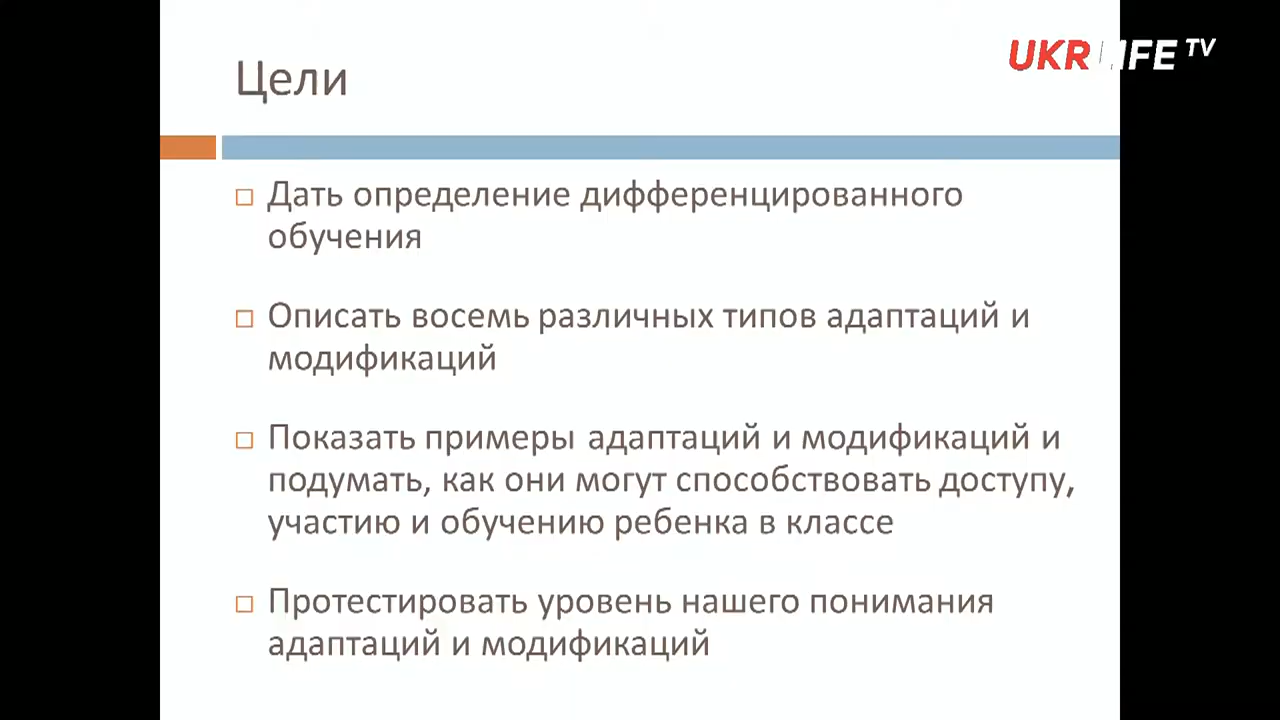 UKRLIFE TV
Цели
Дать определение дифференцированного
обучения
Описать восемь различных типов адаптаций и
модификаций
Показать примеры адаптаций и модификаций и
подумать, как они могут способствовать доступу,
участию и обучению ребенка в классе
Протестировать уровень нашего понимания
адаптаций и модификаций